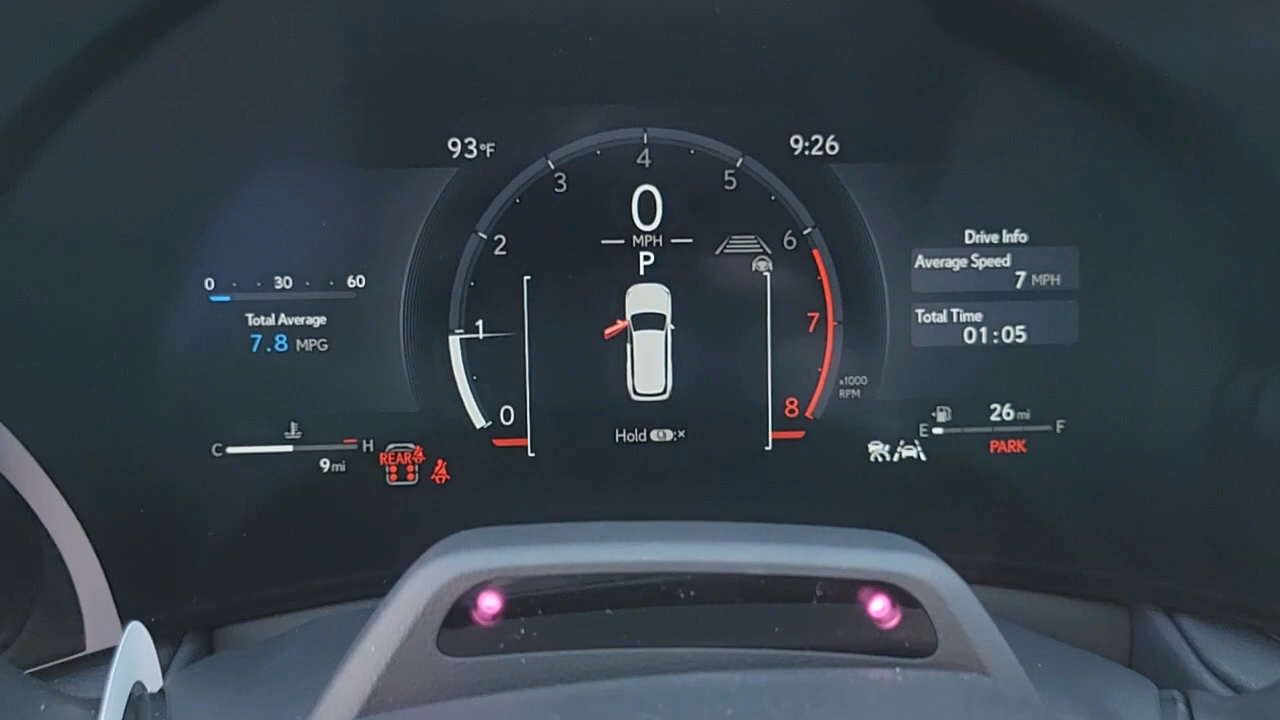 93°F
9:26
4
3
5
0
2
6
MPH
P
Drive Info
Average Speed
7 MPH
0 30 60
Total Average
7.8 MPG
Total Time
01:05
1
7
x1000
RPM
0
8
Hold
26 mi
E F
C H
9 mi
REAR
PARK